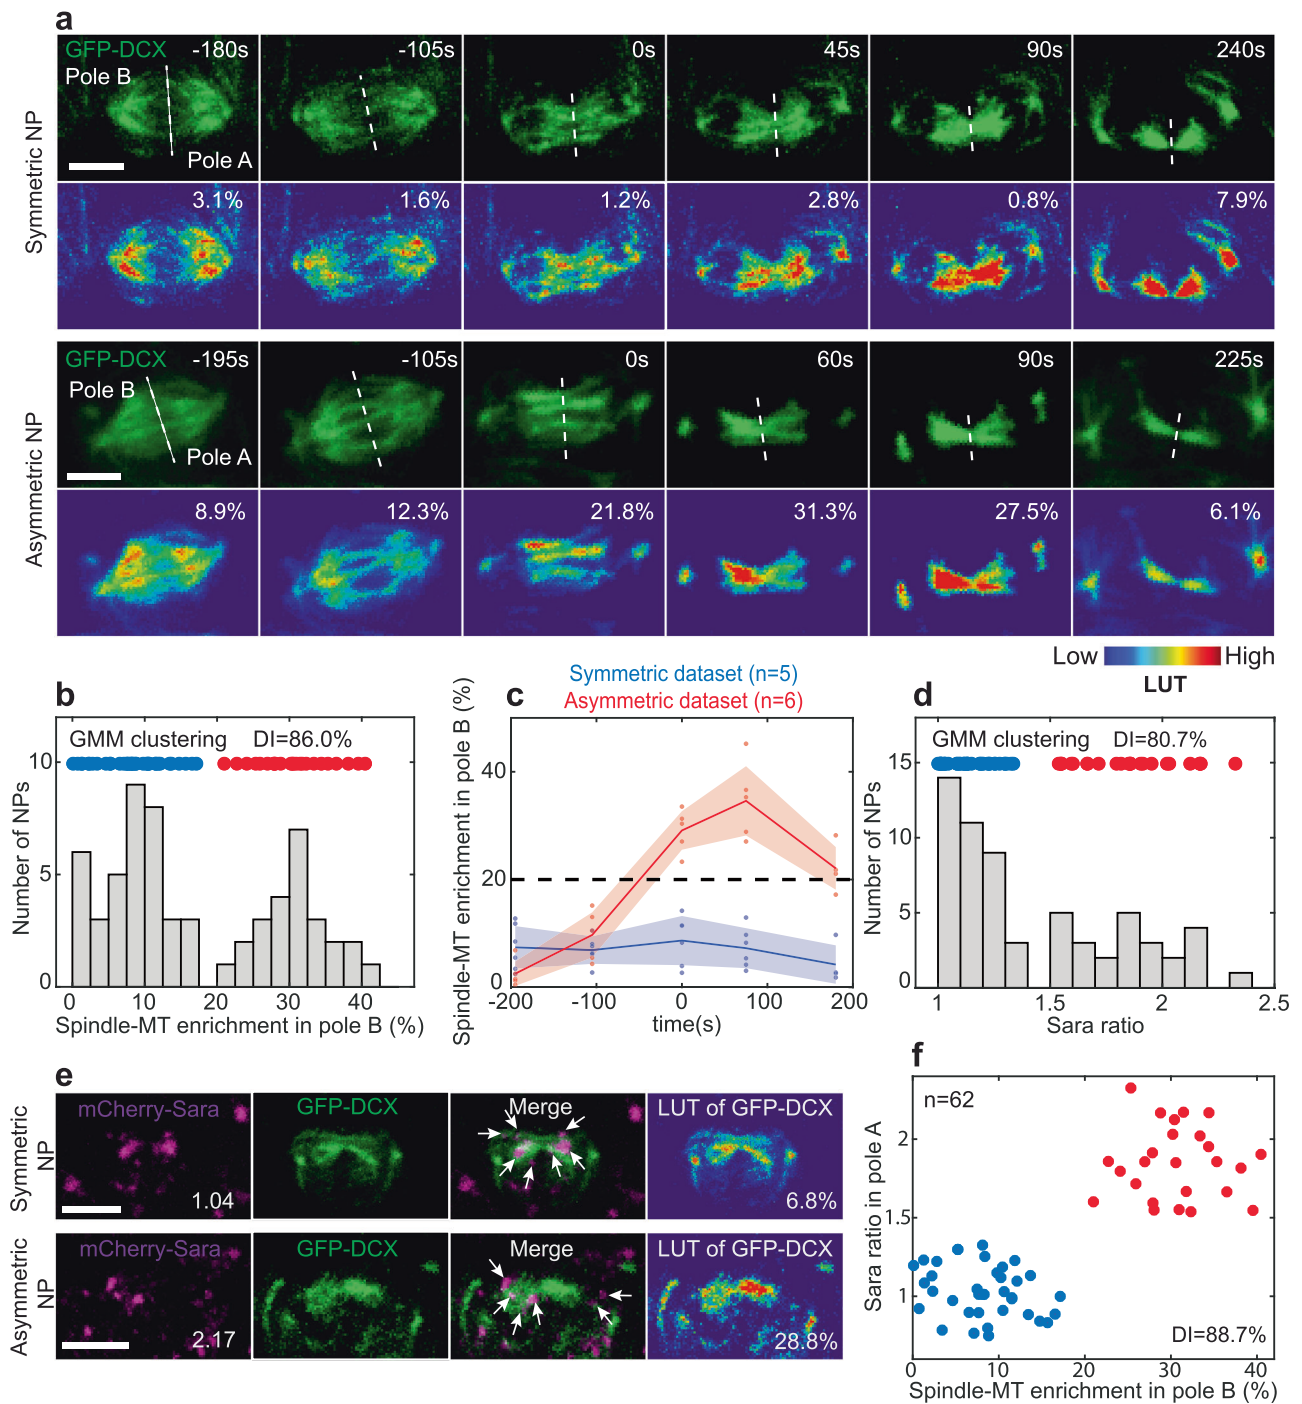 a
Symmetric NP
GFP-DCX -180s -105s 0s 45s 90s 240s
Pole B
Pole A
3.1% 1.6% 1.2% 2.8% 0.8% 7.9%
Asymmetric NP
GFP-DCX -195s -105s 0s 60s 90s 225s
Pole B
Pole A
8.9% 12.3% 21.8% 31.3% 27.5% 6.1%
Low High
LUT
b
GMM clustering DI=86.0%
Number of NPs
10
5
0
0 10 20 30 40
Spindle-MT enrichment in pole B (%)
c
Symmetric dataset (n=5)
Asymmetric dataset (n=6)
Spindle-MT enrichment in pole B (%)
40
20
0
-200 -100 0 100 200
time(s)
d
GMM clustering DI=80.7%
Number of NPs
15
10
5
0
1 1.5 2 2.5
Sara ratio
e
Symmetric
NP
mCherry-Sara GFP-DCX Merge LUT of GFP-DCX
1.04 6.8%
Asymmetric
NP
mCherry-Sara GFP-DCX Merge LUT of GFP-DCX
2.17 28.8%
f
n=62
Sara ratio in pole A
2
1.5
1
DI=88.7%
0 10 20 30 40
Spindle-MT enrichment in pole B (%)